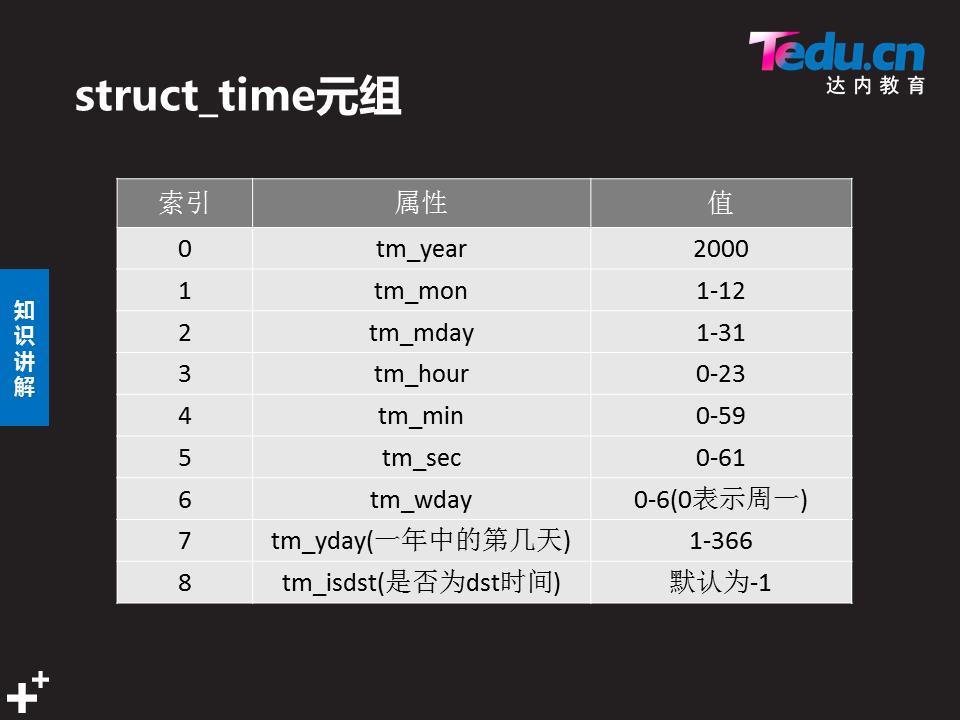 Tedu.cn
达内教育
struct_time元组
知识讲解
索引 属性 值
0 tm_year 2000
1 tm_mon 1-12
2 tm_mday 1-31
3 tm_hour 0-23
4 tm_min 0-59
5 tm_sec 0-61
6 tm_wday 0-6(0表示周一)
7 tm_yday(一年中的第几天) 1-366
8 tm_isdst(是否为dst时间) 默认为-1